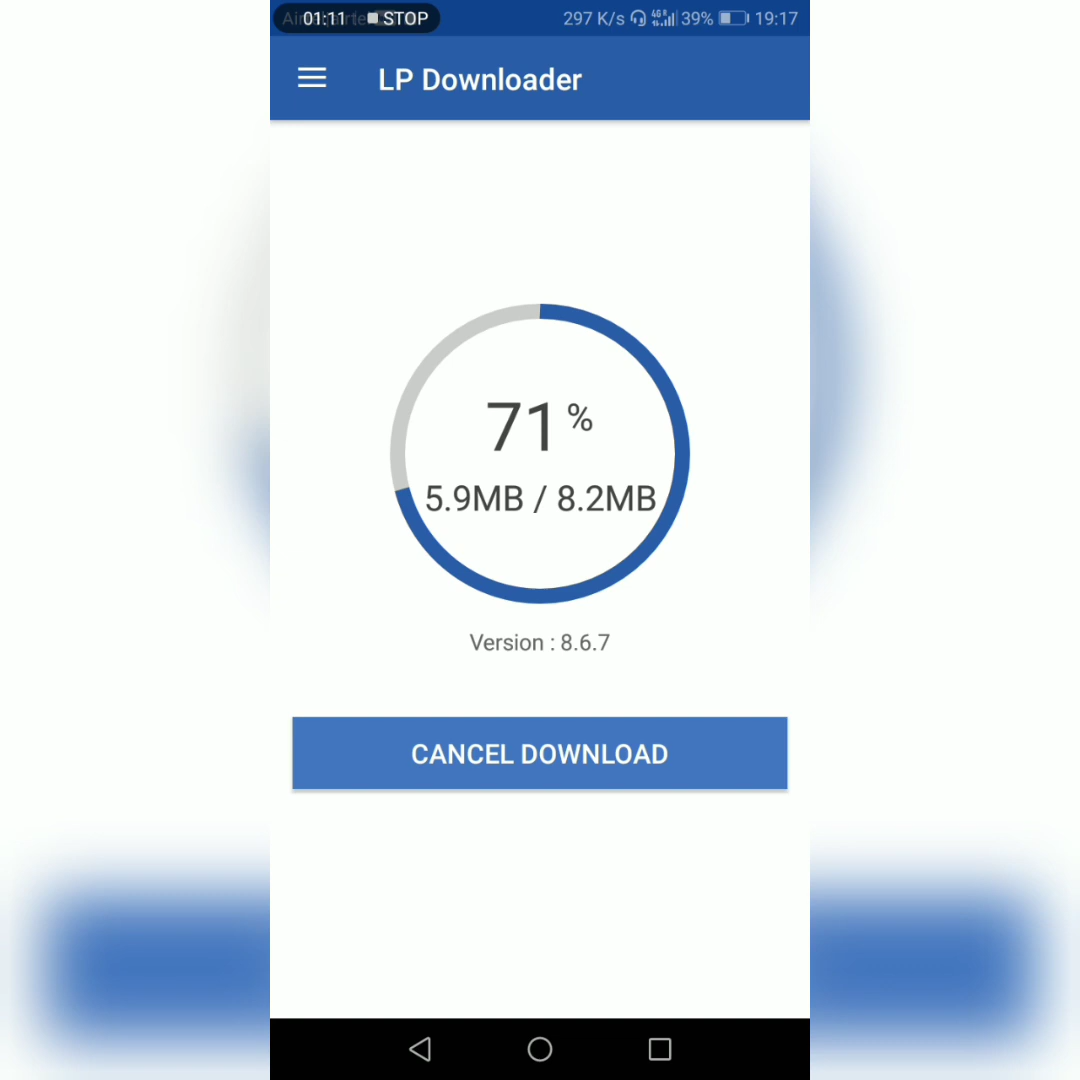 01:11 STOP 297 K/s 39% 19:17
LP Downloader
71 %
5.9MB / 8.2MB
Version : 8.6.7
CANCEL DOWNLOAD